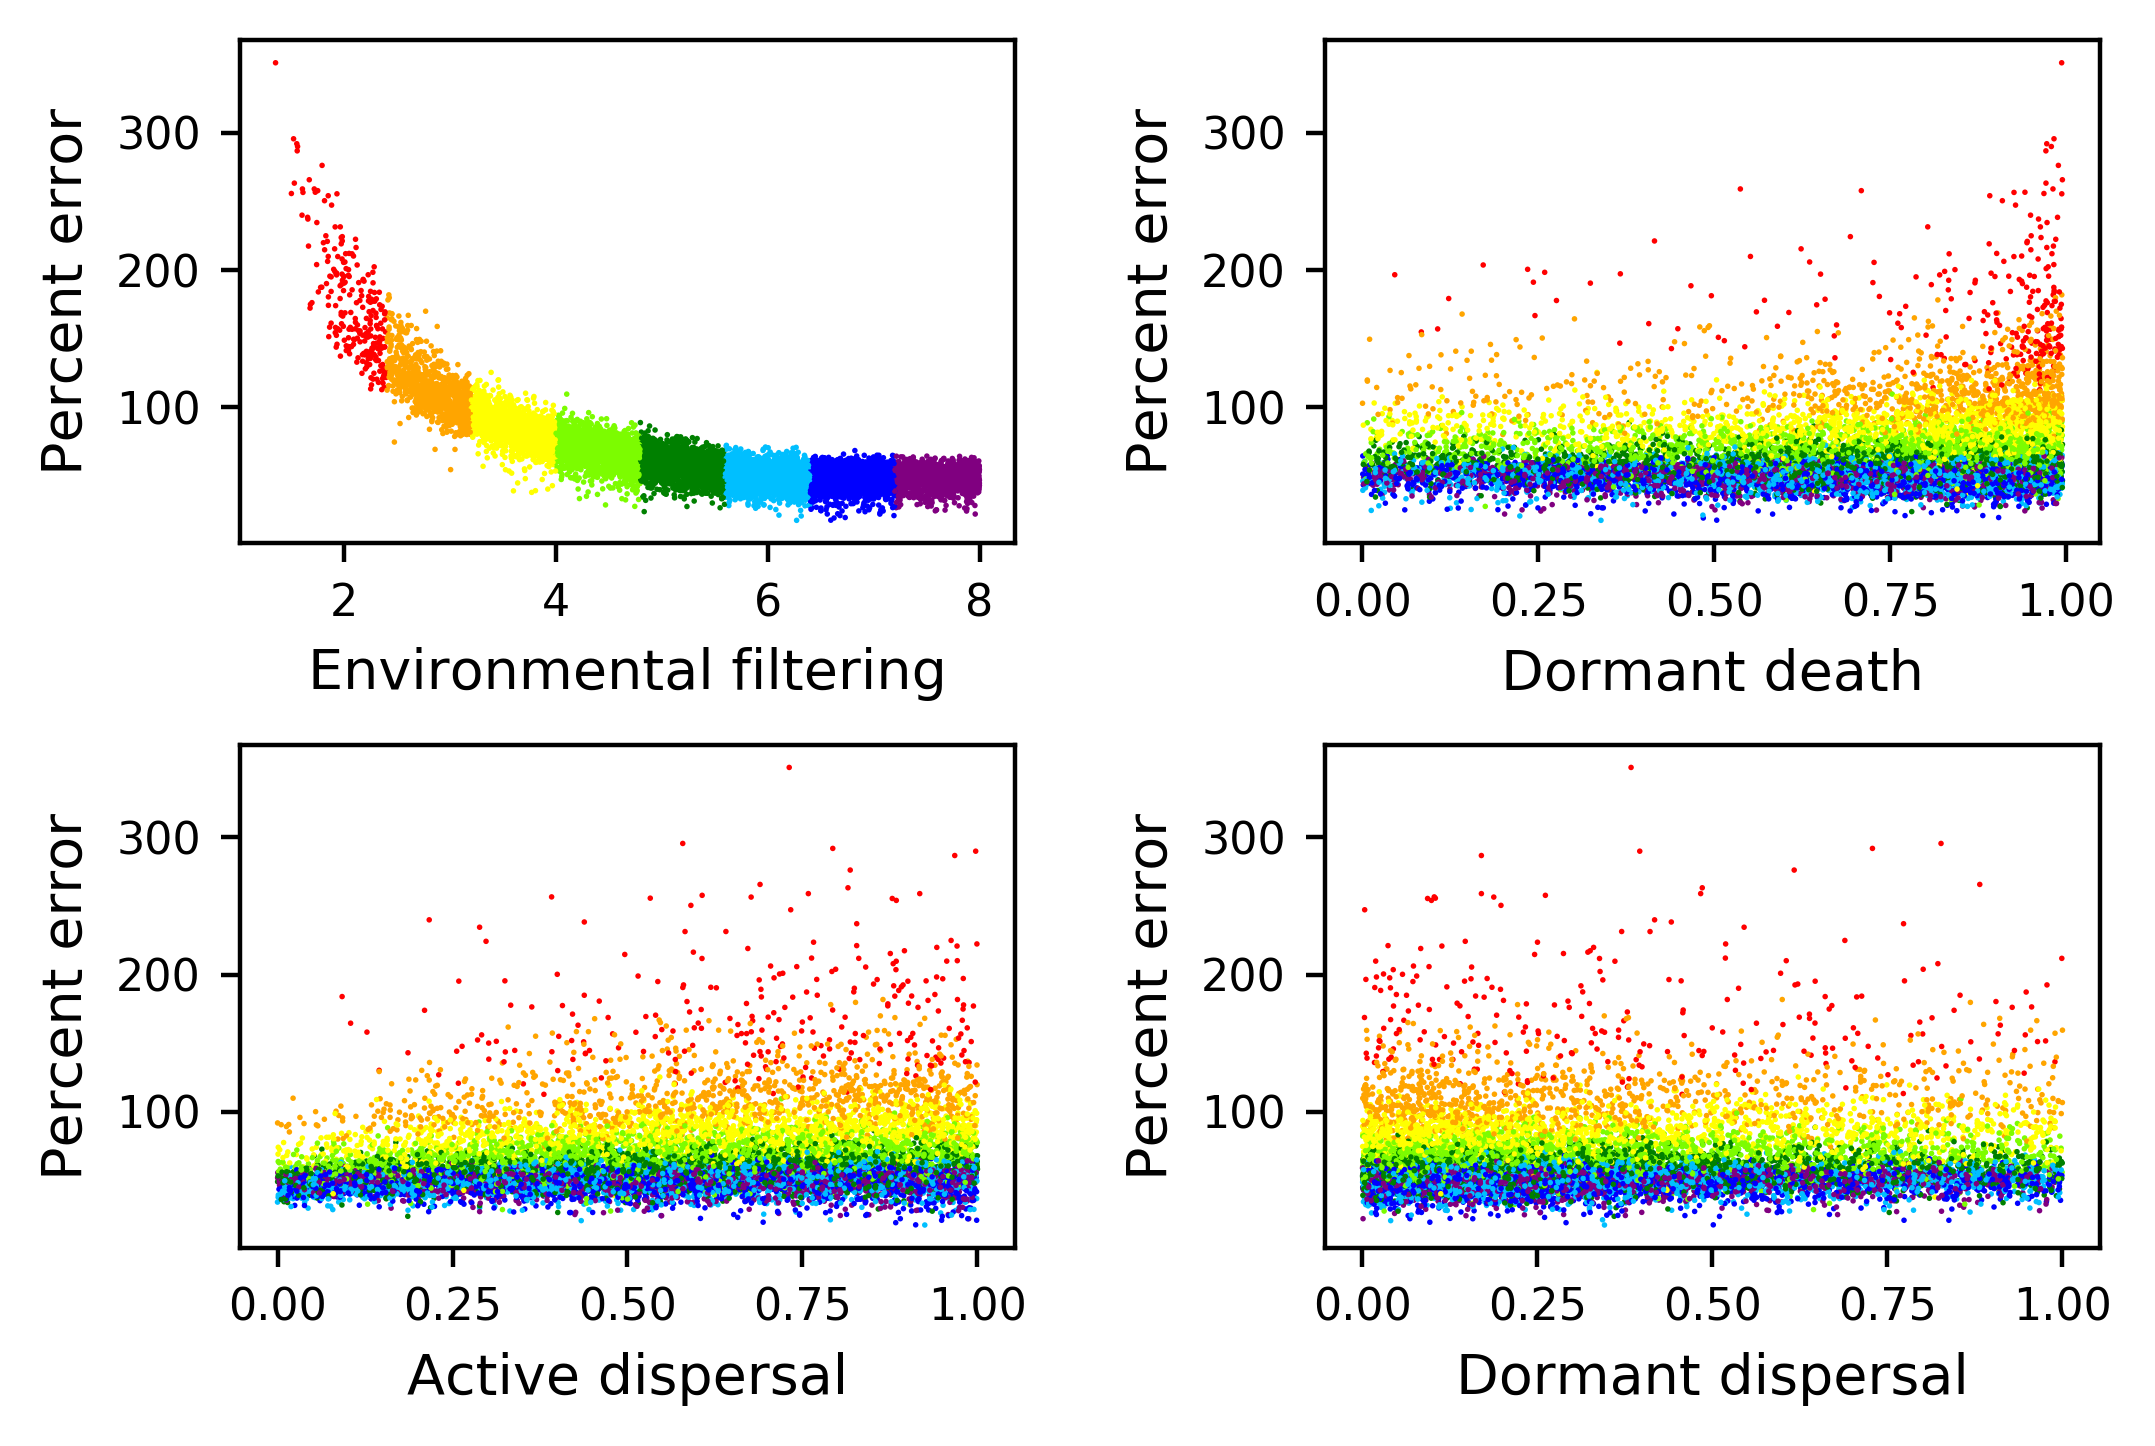 Percent error
300
200
100
2 4 6 8
Environmental filtering
Percent error
300
200
100
0.00 0.25 0.50 0.75 1.00
Dormant death
Percent error
300
200
100
0.00 0.25 0.50 0.75 1.00
Active dispersal
Percent error
300
200
100
0.00 0.25 0.50 0.75 1.00
Dormant dispersal